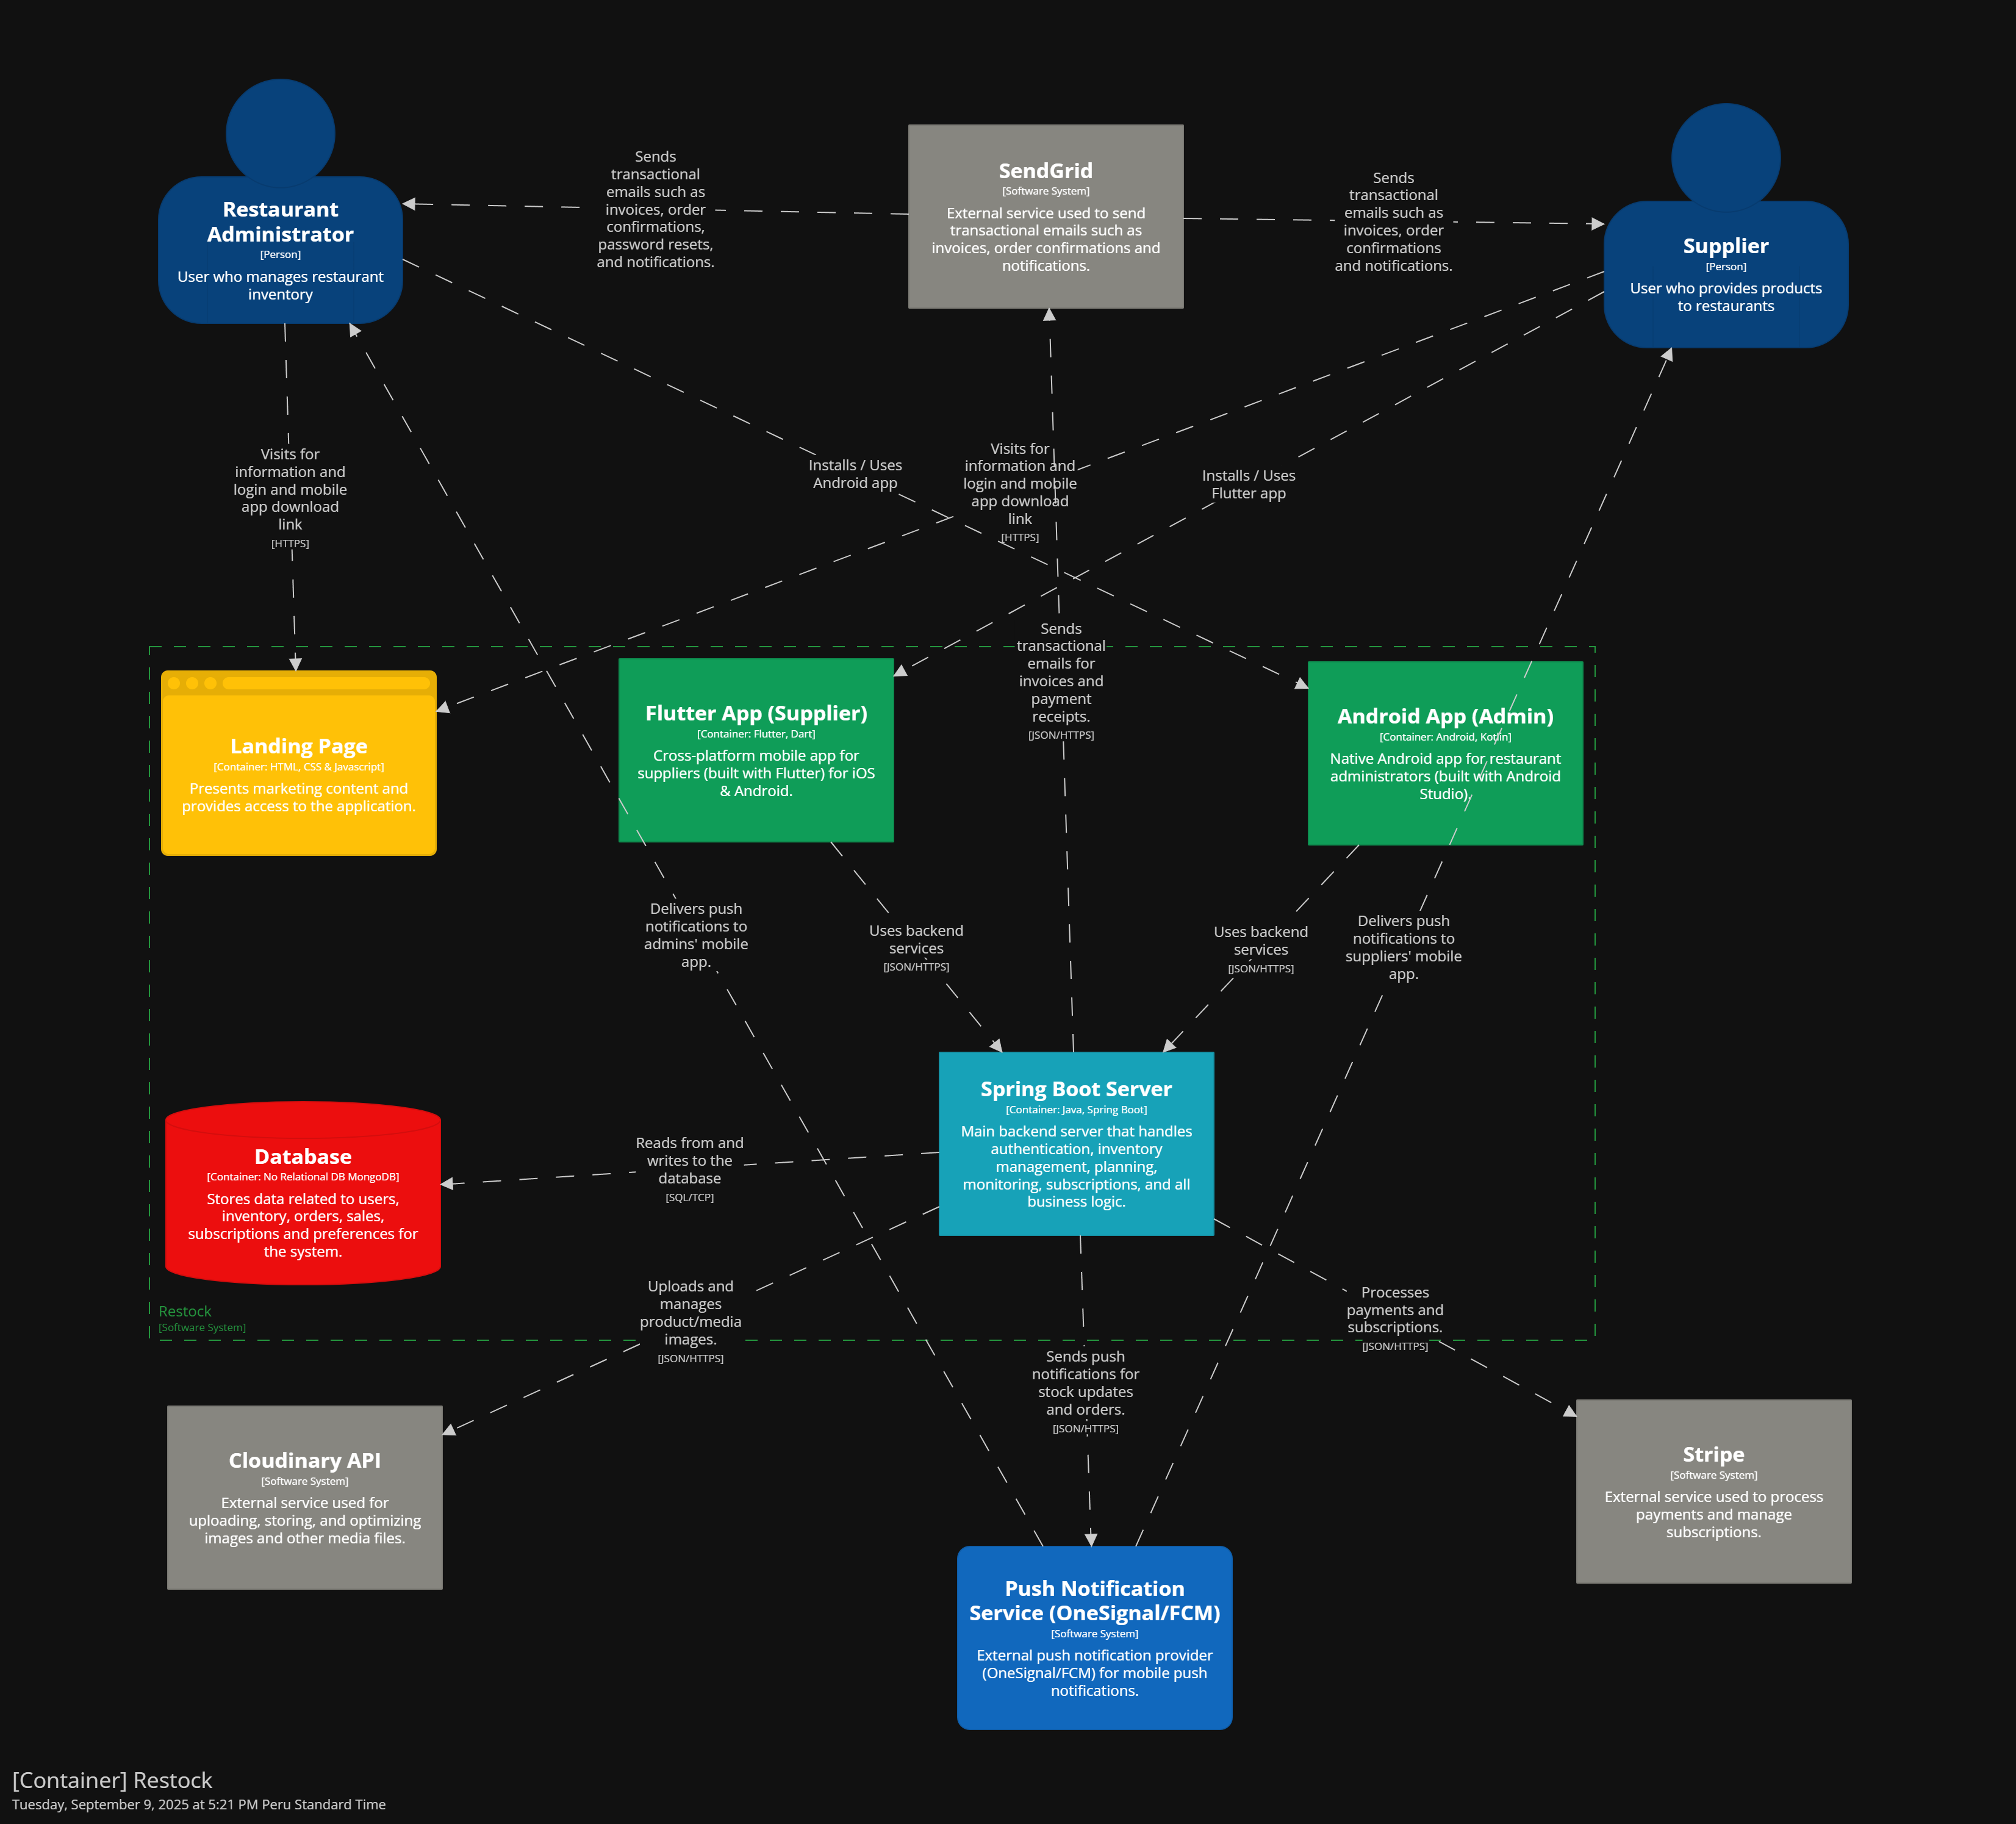 Restaurant
Administrator
[Person]
User who manages restaurant
inventory
Sends
transactional
emails such as
invoices, order
confirmations,
password resets,
and notifications.
SendGrid
[Software System]
External service used to send
transactional emails such as
invoices, order confirmations and
notifications.
Sends
transactional
emails such as
invoices, order
confirmations
and notifications.
Supplier
[Person]
User who provides products
to restaurants
Visits for
information and
login and mobile
app download
link
[HTTPS]
Installs / Uses
Android app
Visits for
information and
login and mobile
app download
link
[HTTPS]
Installs / Uses
Flutter app
Landing Page
[Container: HTML, CSS & Javascript]
Presents marketing content and
provides access to the application.
Flutter App (Supplier)
[Container: Flutter, Dart]
Cross-platform mobile app for
suppliers (built with Flutter) for iOS
& Android.
Sends
transactional
emails for
invoices and
payment
receipts.
[JSON/HTTPS]
Android App (Admin)
[Container: Android, Kotlin]
Native Android app for restaurant
administrators (built with Android
Studio).
Delivers push
notifications to
admins' mobile
app.
Uses backend
services
[JSON/HTTPS]
Uses backend
services
[JSON/HTTPS]
Delivers push
notifications to
suppliers' mobile
app.
Database
[Container: No Relational DB MongoDB]
Stores data related to users,
inventory, orders, sales,
subscriptions and preferences for
the system.
Reads from and
writes to the
database
[SQL/TCP]
Spring Boot Server
[Container: Java, Spring Boot]
Main backend server that handles
authentication, inventory
management, planning,
monitoring, subscriptions, and all
business logic.
Restock
[Software System]
Uploads and
manages
product/media
images.
[JSON/HTTPS]
Sends push
notifications for
stock updates
and orders.
[JSON/HTTPS]
Processes
payments and
subscriptions.
[JSON/HTTPS]
Cloudinary API
[Software System]
External service used for
uploading, storing, and optimizing
images and other media files.
Push Notification
Service (OneSignal/FCM)
[Software System]
External push notification provider
(OneSignal/FCM) for mobile push
notifications.
Stripe
[Software System]
External service used to process
payments and manage
subscriptions.
[Container] Restock
Tuesday, September 9, 2025 at 5:21 PM Peru Standard Time